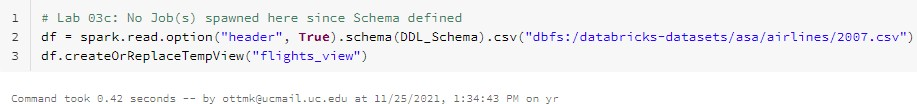 1 # Lab 03c: No Job(s) spawned here since Schema defined
2 df = spark.read.option("header", True).schema(DDL_Schema).csv("dbfs:/databricks-datasets/asa/airlines/2007.csv")
3 df.createOrReplaceTempView("flights_view")
Command took 0.42 seconds -- by ottmk@ucmail.uc.edu at 11/25/2021, 1:34:43 PM on yr